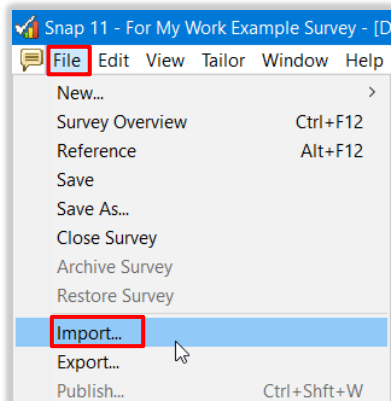 Snap 11 - For My Work Example Survey - [D
File Edit View Tailor Window Help
New... >
Survey Overview Ctrl+F12
Reference Alt+F12
Save
Save As...
Close Survey
Archive Survey
Restore Survey
Import...
Export...
Publish... Ctrl+Shft+W